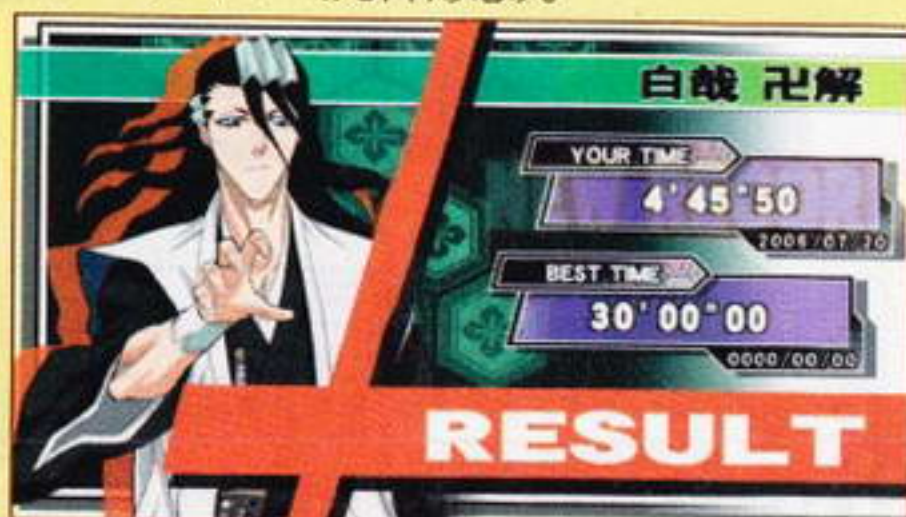 白哉 卍解
YOUR TIME
4'45"50
2006/07/20
BEST TIME
30'00"00
0000/00/00
RESULT